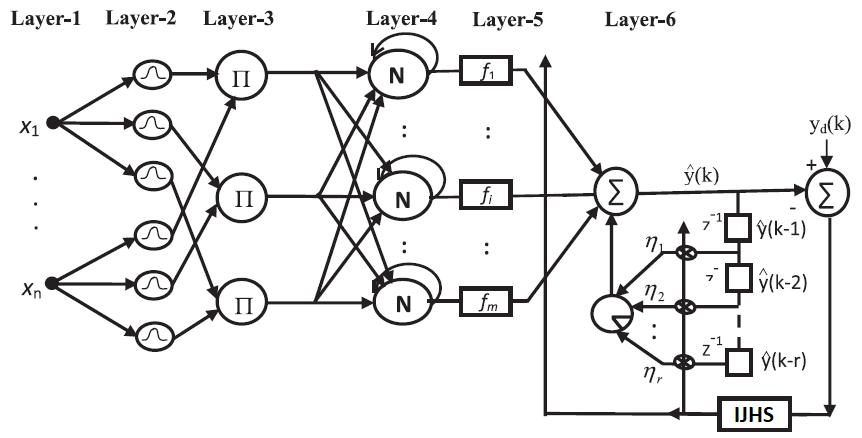 Layer-1 Layer-2 Layer-3 Layer-4 Layer-5 Layer-6
x1
xn
Π
Π
Π
N
N
N
f1
fi
fm
Σ
ŷ(k)
yd(k)
+
-
Σ
z-1 ŷ(k-1)
η1
z- ŷ(k-2)
η2
Σ
z-1 ŷ(k-r)
ηr
IJHS